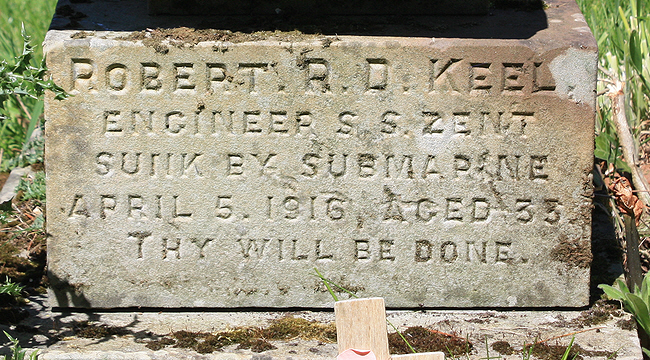 ROBERT. R. D. KEEL.
ENGINEER S. S. ZENT
SUNK BY SUBMARINE
APRIL 5. 1916, AGED 33.
THY WILL BE DONE.